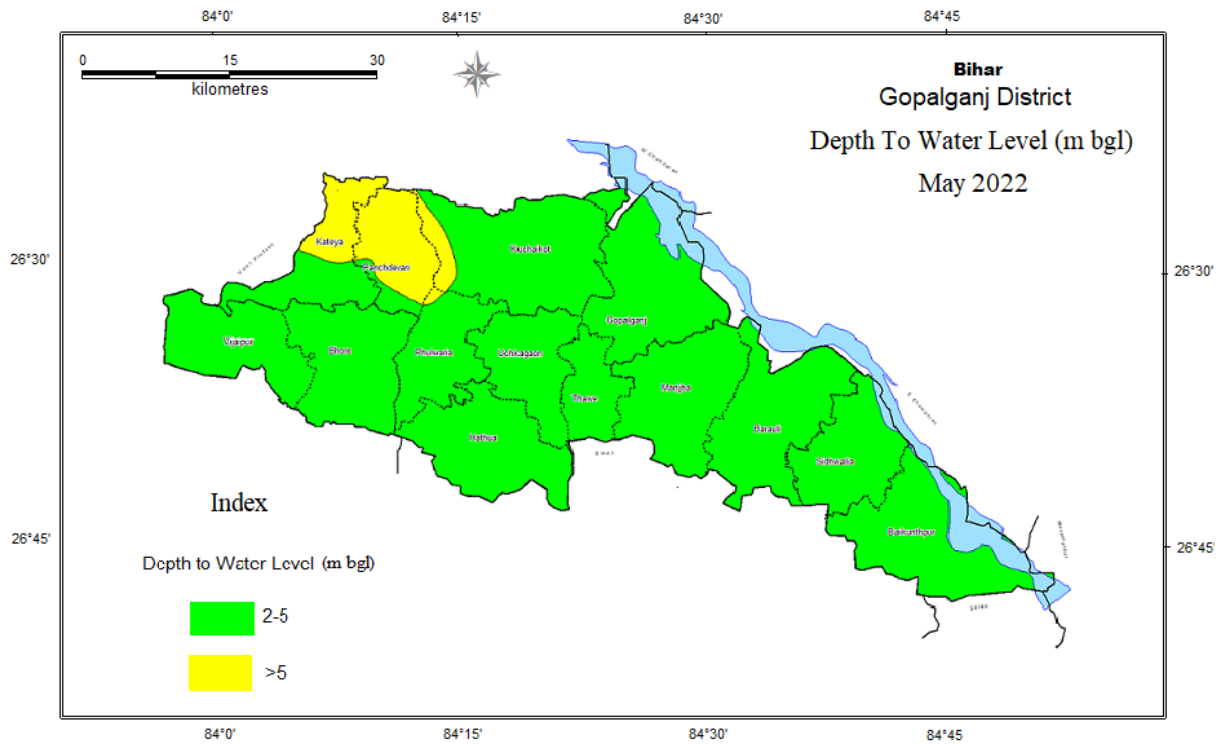 84°0'
84°15'
84°30'
84°45
0
15
30
kilometres
Bihar
Gopalganj District
Depth To Water Level (m bgl)
May 2022
26°30'
26°30'
Kateya
Panchdevari
Kuchaikot
Gopalganj
Vijaipur
Bhore
Phulwaria
Uchkagaon
Thawe
Manjha
Hathua
Barauli
Sidhwalia
Baikunthpur
SIWAN
SARAN
26°45'
26°45'
Index
Depth to Water Level (m bgl)
2-5
>5
84°0'
84°15'
84°30'
84°45